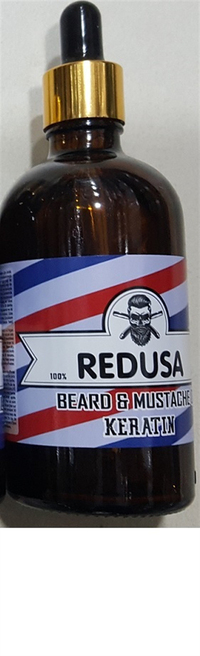 100% REDUSA
BEARD & MUSTACHE
KERATIN